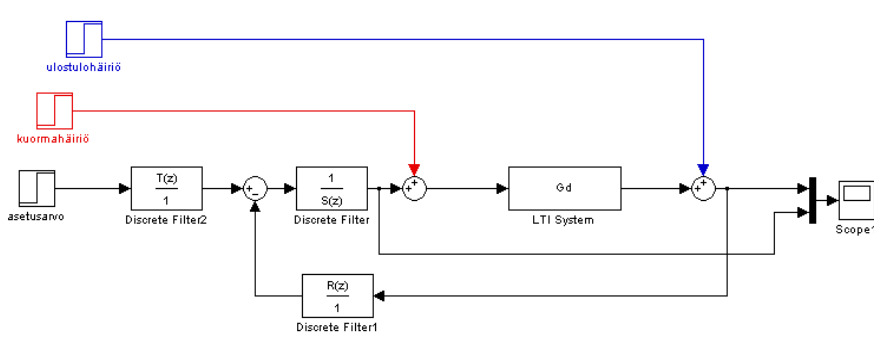 ulostulohäiriö
kuormahäiriö
asetusarvo
T(z)
1
Discrete Filter2
1
S(z)
Discrete Filter
Gd
LTI System
Scope1
R(z)
1
Discrete Filter1